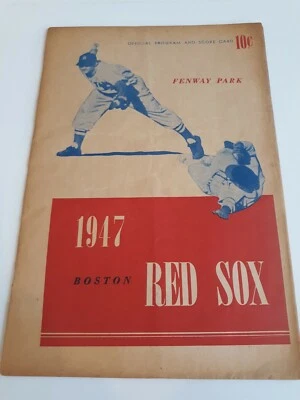 OFFICIAL PROGRAM AND SCORE CARD 10¢
FENWAY PARK
1947
BOSTON RED SOX